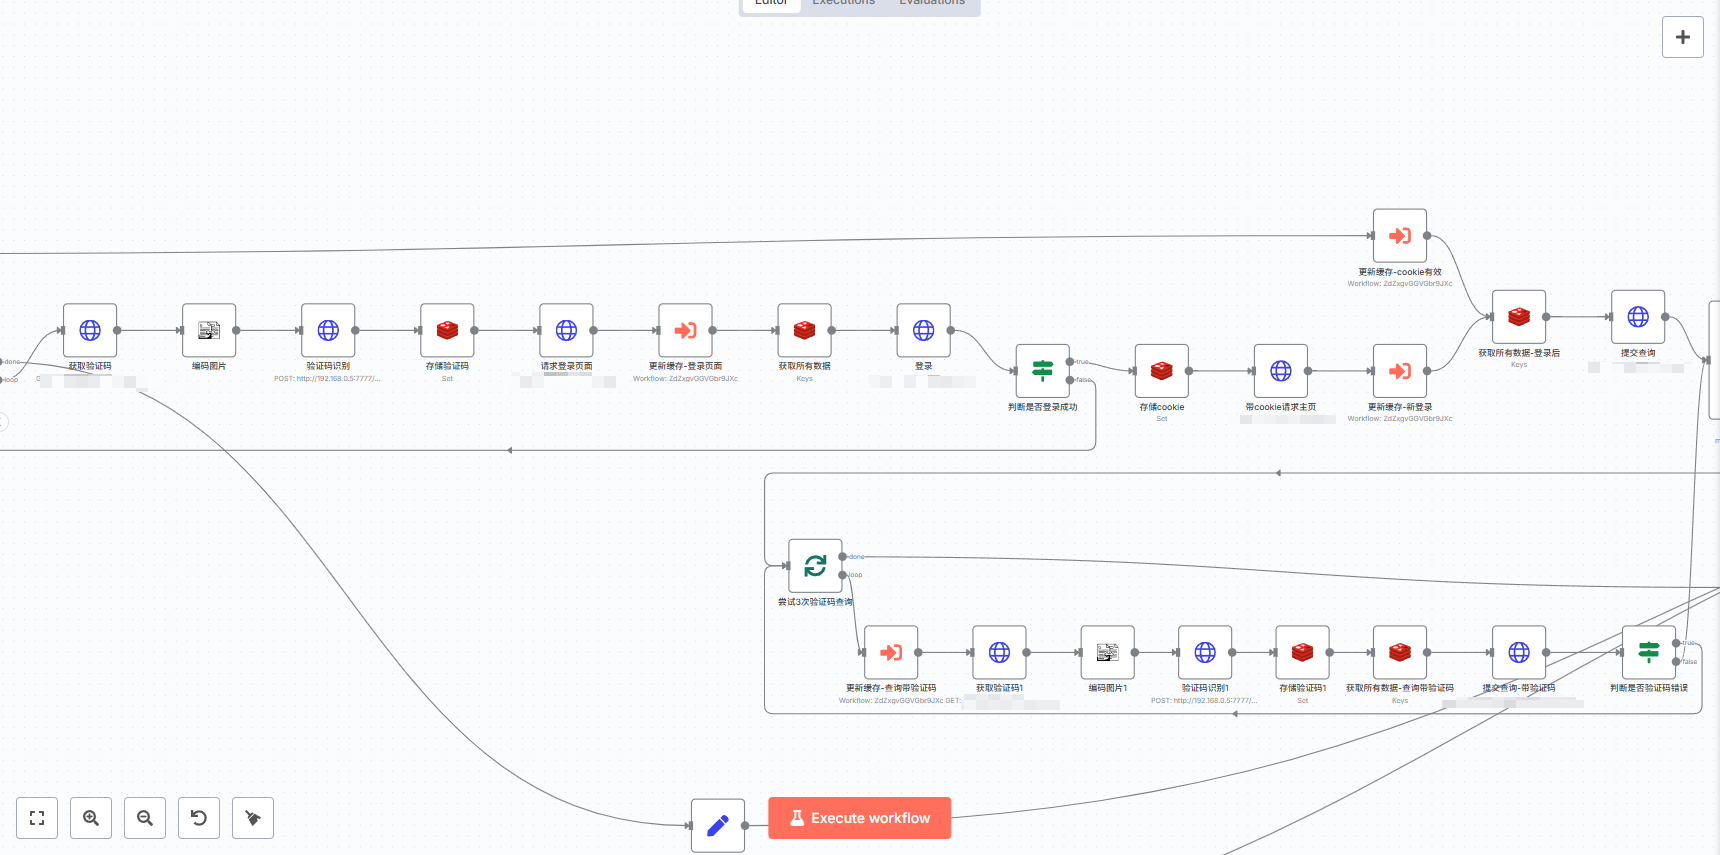 Editor Executions Evaluations
更新缓存-cookie有效
Workflow: ZdZxgvGGVGbr9JXc
done
loop
获取验证码
编码图片
验证码识别
POST: http://192.168.0.5:7777/...
存储验证码
Set
请求登录页面
更新缓存-登录页面
Workflow: ZdZxgvGGVGbr9JXc
获取所有数据
Keys
登录
判断是否登录成功
true
false
存储cookie
Set
带cookie请求主页
更新缓存-新登录
Workflow: ZdZxgvGGVGbr9JXc
获取所有数据-登录后
Keys
提交查询
尝试3次验证码查询
done
loop
更新缓存-查询带验证码
Workflow: ZdZxgvGGVGbr9JXc
获取验证码1
GET:
编码图片1
验证码识别1
POST: http://192.168.0.5:7777/...
存储验证码1
Set
获取所有数据-查询带验证码
Keys
提交查询-带验证码
判断是否验证码错误
true
false
Execute workflow